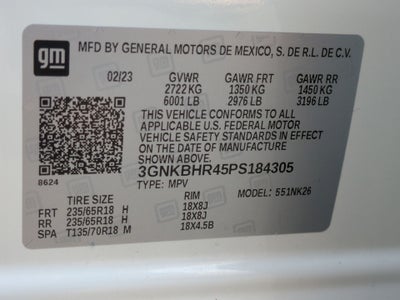 gm
MFD BY GENERAL MOTORS DE MEXICO, S. DE R.L. DE C.V.
02/23 GVWR GAWR FRT GAWR RR
2722 KG 1350 KG 1450 KG
6001 LB 2976 LB 3196 LB
THIS VEHICLE CONFORMS TO ALL
APPLICABLE U.S. FEDERAL MOTOR
VEHICLE SAFETY STANDARDS IN EFFECT
ON THE DATE OF MANUFACTURE
SHOWN ABOVE.
8624
3GNKBHR45PS184305
TYPE: MPV MODEL: 551NK26
TIRE SIZE RIM
FRT 235/65R18 H 18X8J
RR 235/65R18 H 18X8J
SPA T135/70R18 M 18X4.5B